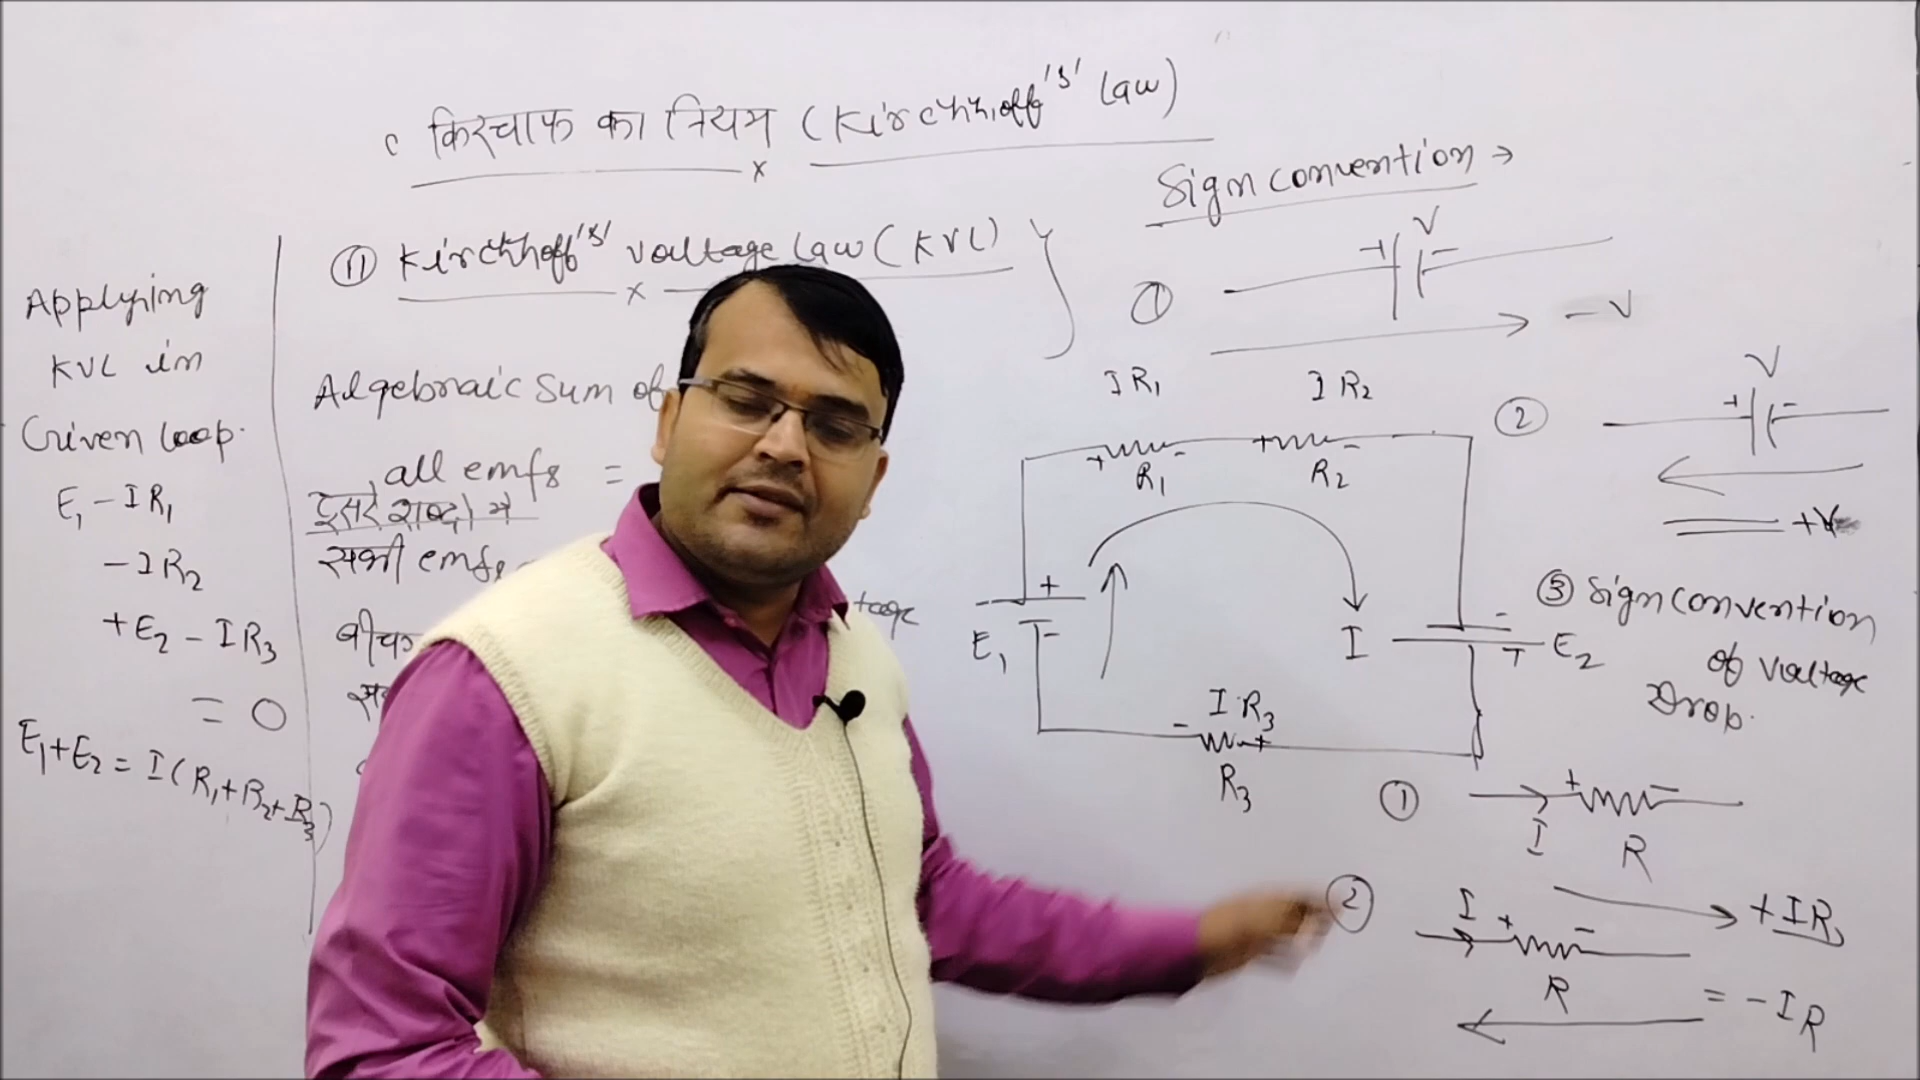 किरचाफ का नियम (Kirchhoff's Law)
(11) Kirchhoff's voltage Law (KVL)
Algebraic Sum of
all emfs =
दूसरे शब्दों मे
सभी emfs
बीच
Applying
KVL in
Given loop.
E₁ - IR₁
- IR₂
+E₂ - IR₃
= 0
E₁+E₂ = I(R₁+R₂+R₃)
Sign convention →
① + V -
- V
② V
+ -
+V
IR₁ IR₂
+ - + -
R₁ R₂
+
-
E₁
I
-
+
E₂
IR₃
- +
R₃
③ Sign convention
of voltage
Drop.
① + -
I R
+IR,
② I + -
R
= - IR